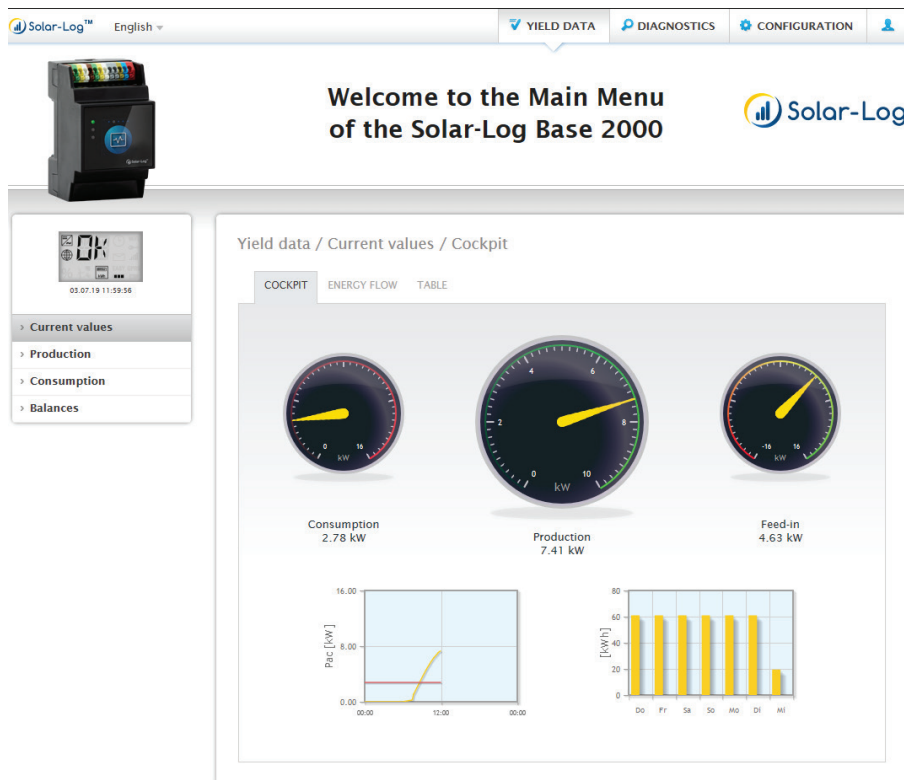 Solar-Log™
English
YIELD DATA
DIAGNOSTICS
CONFIGURATION
Welcome to the Main Menu
of the Solar-Log Base 2000
Solar-Log
Solar-Log
OK
03.07.19 11:59:56
Current values
Production
Consumption
Balances
Yield data / Current values / Cockpit
COCKPIT
ENERGY FLOW
TABLE
0 16
kW
Consumption
2.78 kW
4 6
2 8
0 10
kW
Production
7.41 kW
-16 16
kW
Feed-in
4.63 kW
16.00
8.00
0.00
Pac [kW]
00:00 12:00 00:00
80
60
40
20
0
[kWh]
Do Fr Sa So Mo Di Mi